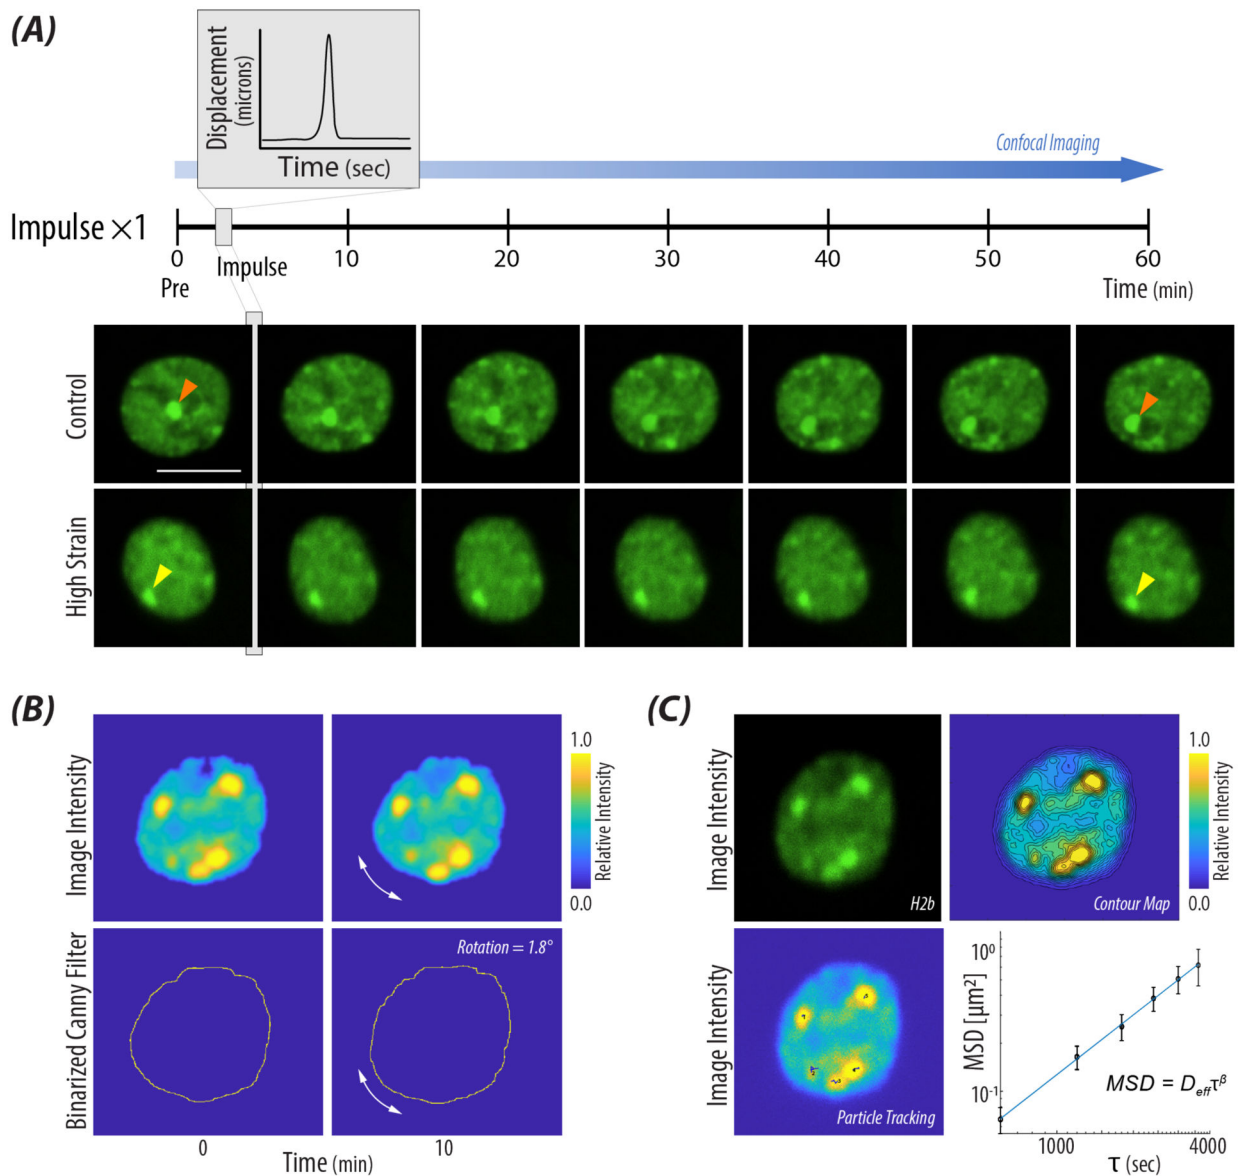 (A)
Displacement
(microns)
Time (sec)
Confocal Imaging
Impulse ×1
0
10
20
30
40
50
60
Impulse
Pre
Time (min)
Control
High Strain
(B)
Image Intensity
1.0
Relative Intensity
0.0
Binarized Canny Filter
Rotation = 1.8°
0
10
Time (min)
(C)
Image Intensity
H2b
Contour Map
1.0
Relative Intensity
0.0
Image Intensity
Particle Tracking
MSD [µm²]
10⁰
10⁻¹
MSD = D_eff τ^β
1000
4000
τ (sec)